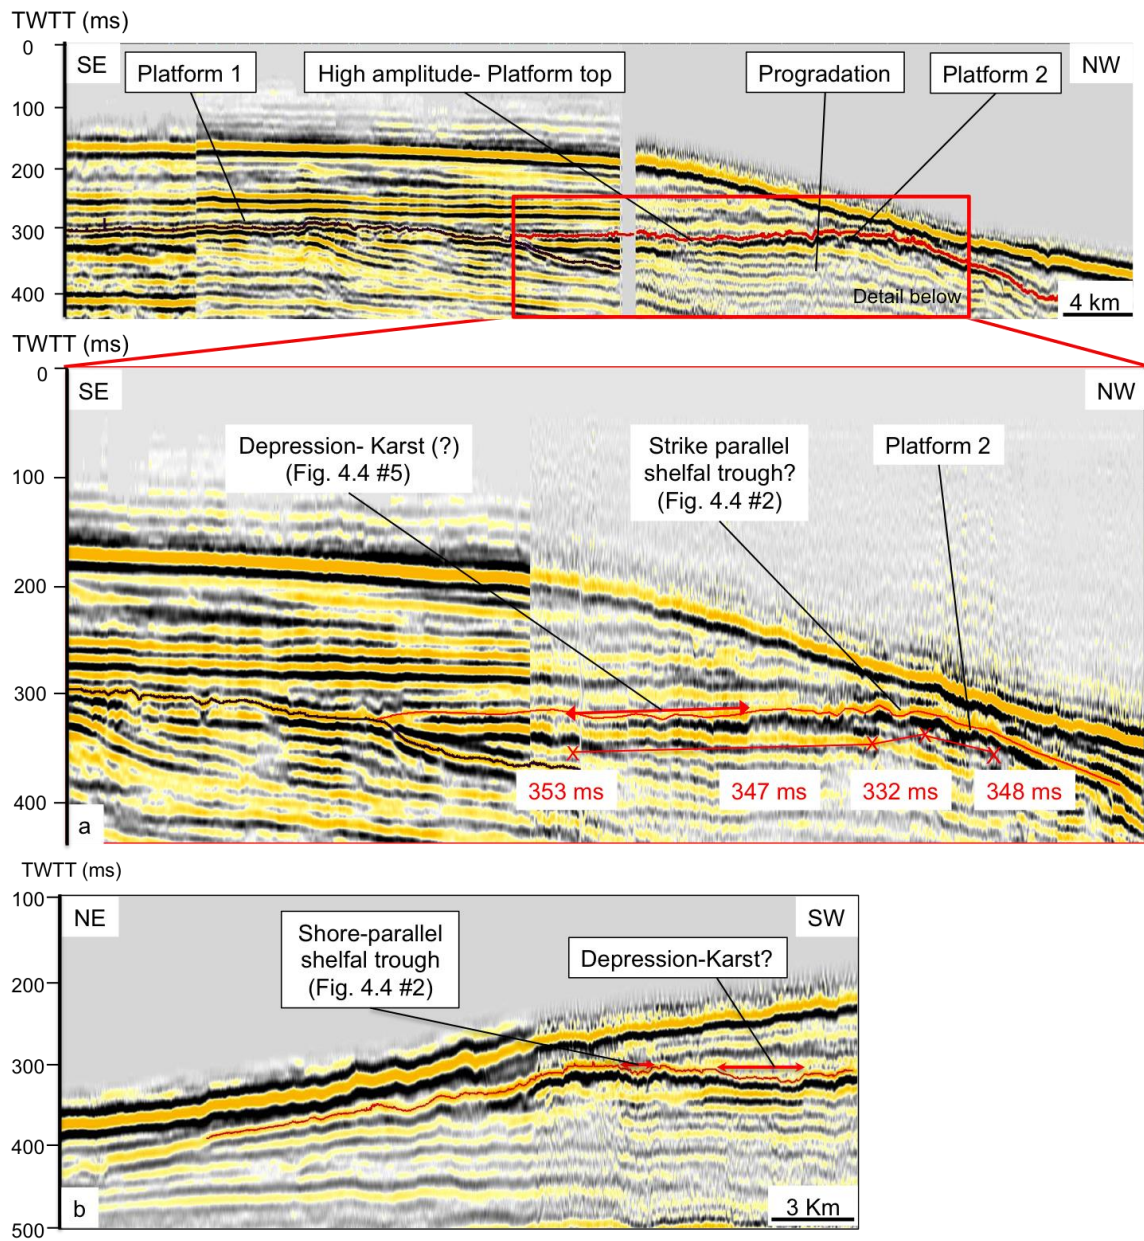 TWTT (ms)
0
SE
Platform 1
High amplitude- Platform top
Progradation
Platform 2
NW
100
200
300
400
Detail below
4 km
TWTT (ms)
0
SE
NW
Depression- Karst (?)
(Fig. 4.4 #5)
Strike parallel
shelfal trough?
(Fig. 4.4 #2)
Platform 2
100
200
300
353 ms
347 ms
332 ms
348 ms
400
a
TWTT (ms)
100
NE
SW
Shore-parallel
shelfal trough
(Fig. 4.4 #2)
Depression-Karst?
200
300
400
b
3 Km
500